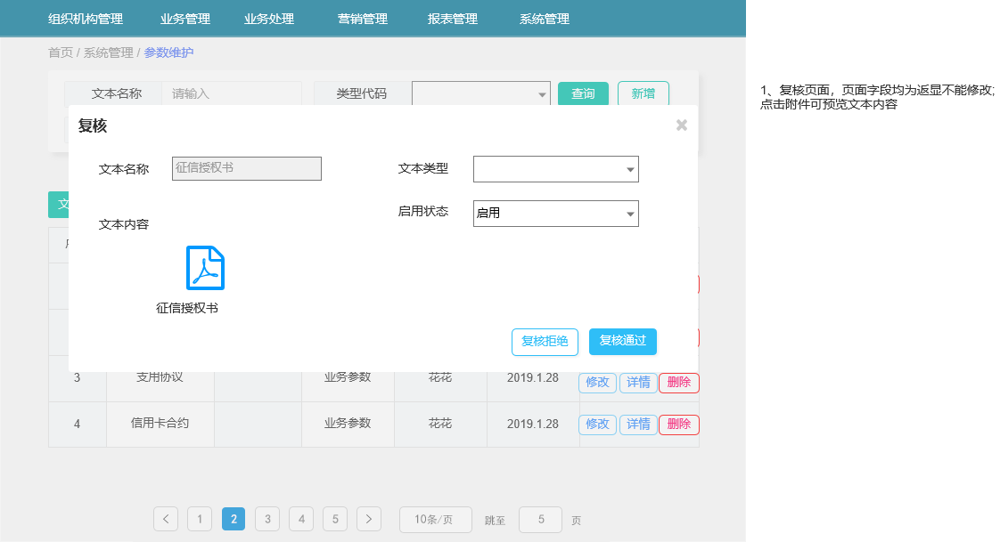 组织机构管理 业务管理 业务处理 营销管理 报表管理 系统管理
首页 / 系统管理 / 参数维护
文本名称 请输入 类型代码 查询 新增
1、复核页面，页面字段均为返显不能修改;
点击附件可预览文本内容
复核
文本名称 征信授权书 文本类型
启用状态 启用
文本内容
征信授权书
复核拒绝 复核通过
3 支用协议 业务参数 花花 2019.1.28 修改 详情 删除
4 信用卡合约 业务参数 花花 2019.1.28 修改 详情 删除
1 2 3 4 5 10条/页 跳至 5 页